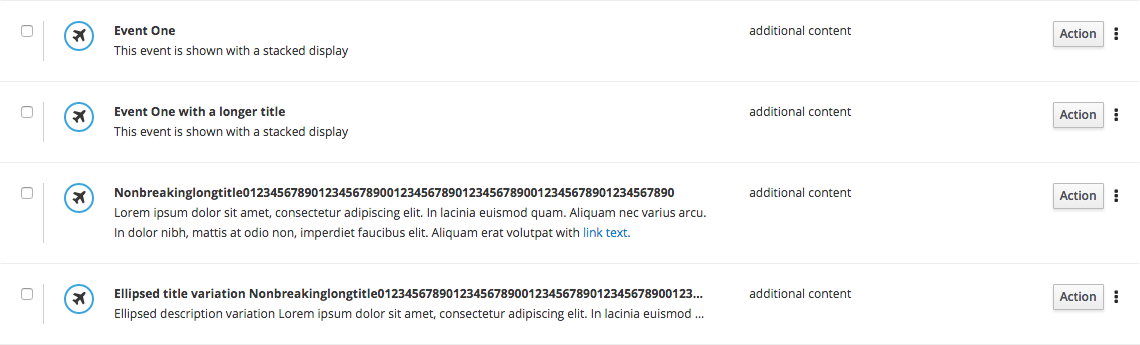 Event One
additional content
Action
This event is shown with a stacked display
Event One with a longer title
additional content
Action
This event is shown with a stacked display
Nonbreakinglongtitle01234567890123456789001234567890123456789001234567890123456​7890
additional content
Action
Lorem ipsum dolor sit amet, consectetur adipiscing elit. In lacinia euismod quam. Aliquam nec varius arcu.
In dolor nibh, mattis at odio non, imperdiet faucibus elit. Aliquam erat volutpat with link text.
Ellipsed title variation Nonbreakinglongtitle0123456789012345678900123456789012345678900123...
additional content
Action
Ellipsed description variation Lorem ipsum dolor sit amet, consectetur adipiscing elit. In lacinia euismod ...